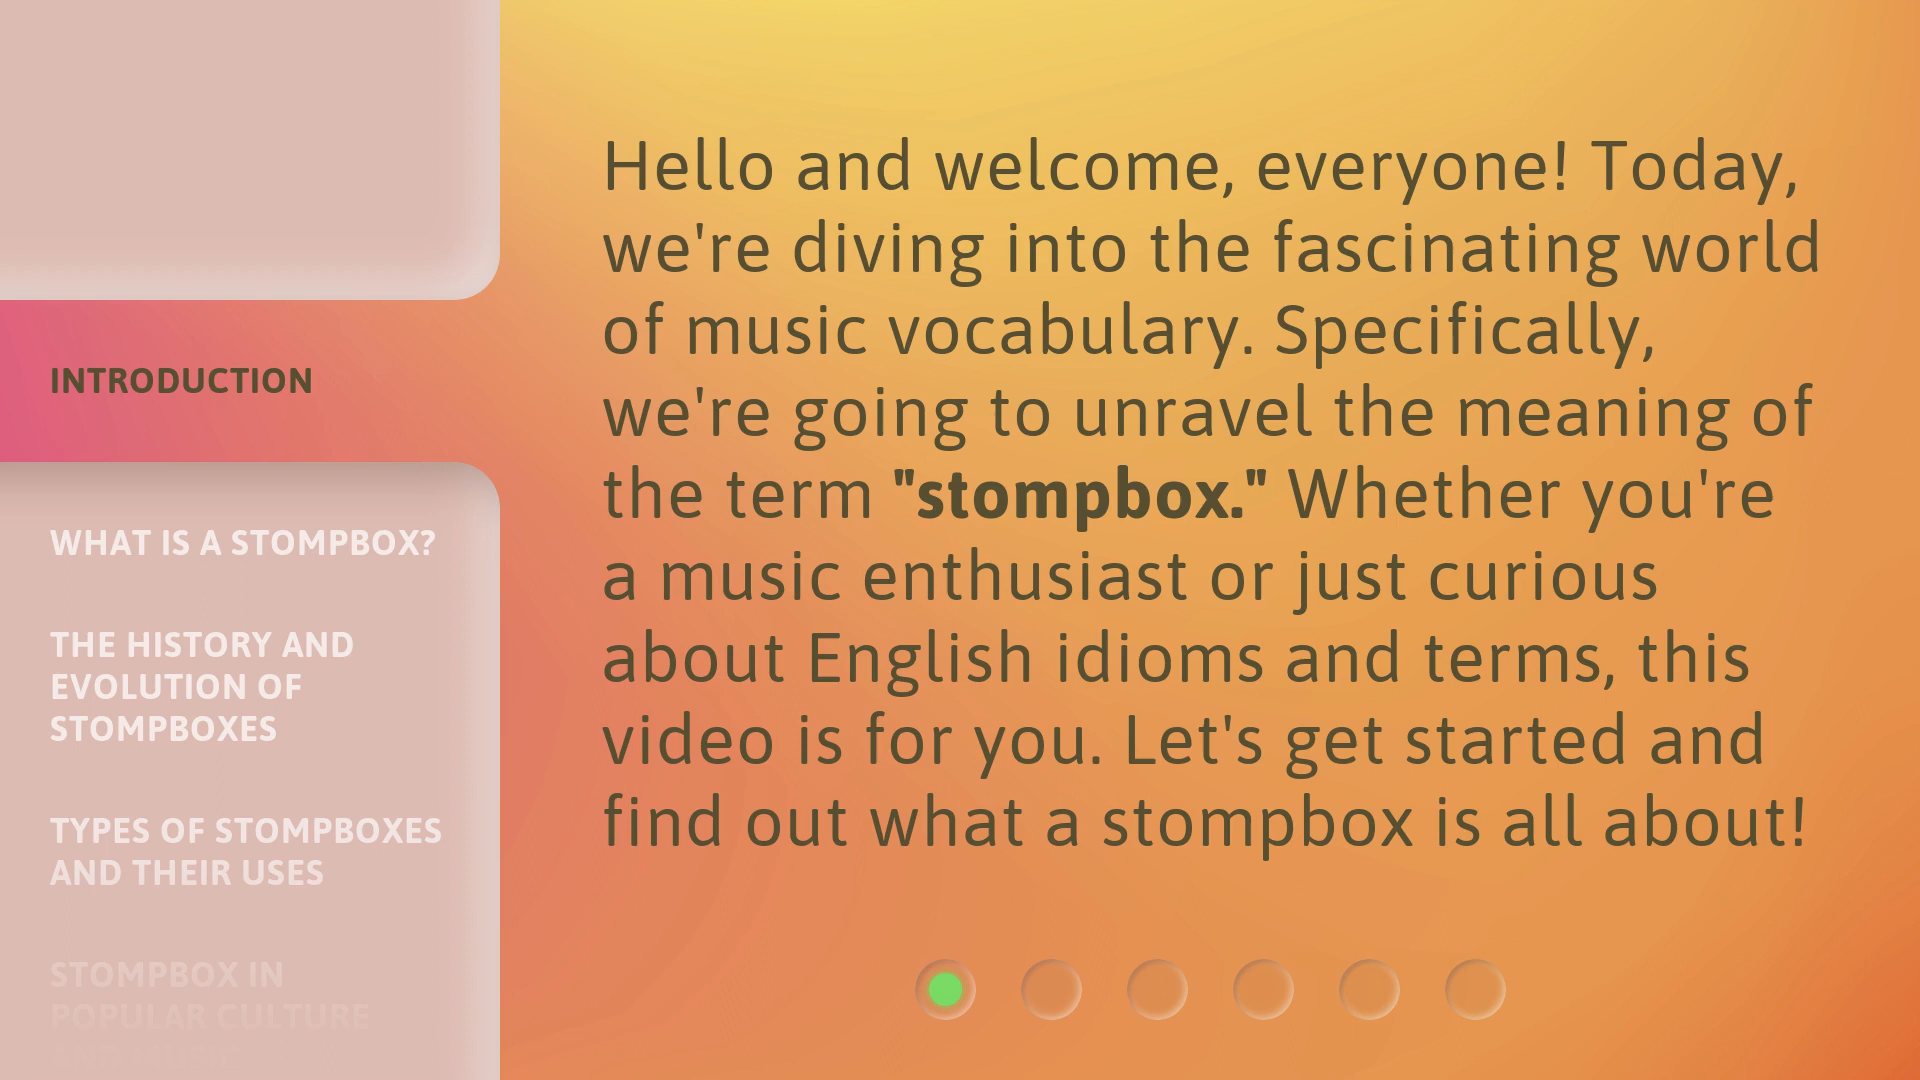 INTRODUCTION
WHAT IS A STOMPBOX?
THE HISTORY AND
EVOLUTION OF
STOMPBOXES
TYPES OF STOMPBOXES
AND THEIR USES
STOMPBOX IN
POPULAR CULTURE
AND MUSIC
Hello and welcome, everyone! Today,
we're diving into the fascinating world
of music vocabulary. Specifically,
we're going to unravel the meaning of
the term "stompbox." Whether you're
a music enthusiast or just curious
about English idioms and terms, this
video is for you. Let's get started and
find out what a stompbox is all about!